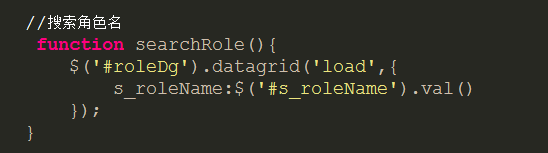 //搜索角色名
function searchRole(){
$('#roleDg').datagrid('load',{
s_roleName:$('#s_roleName').val()
});
}